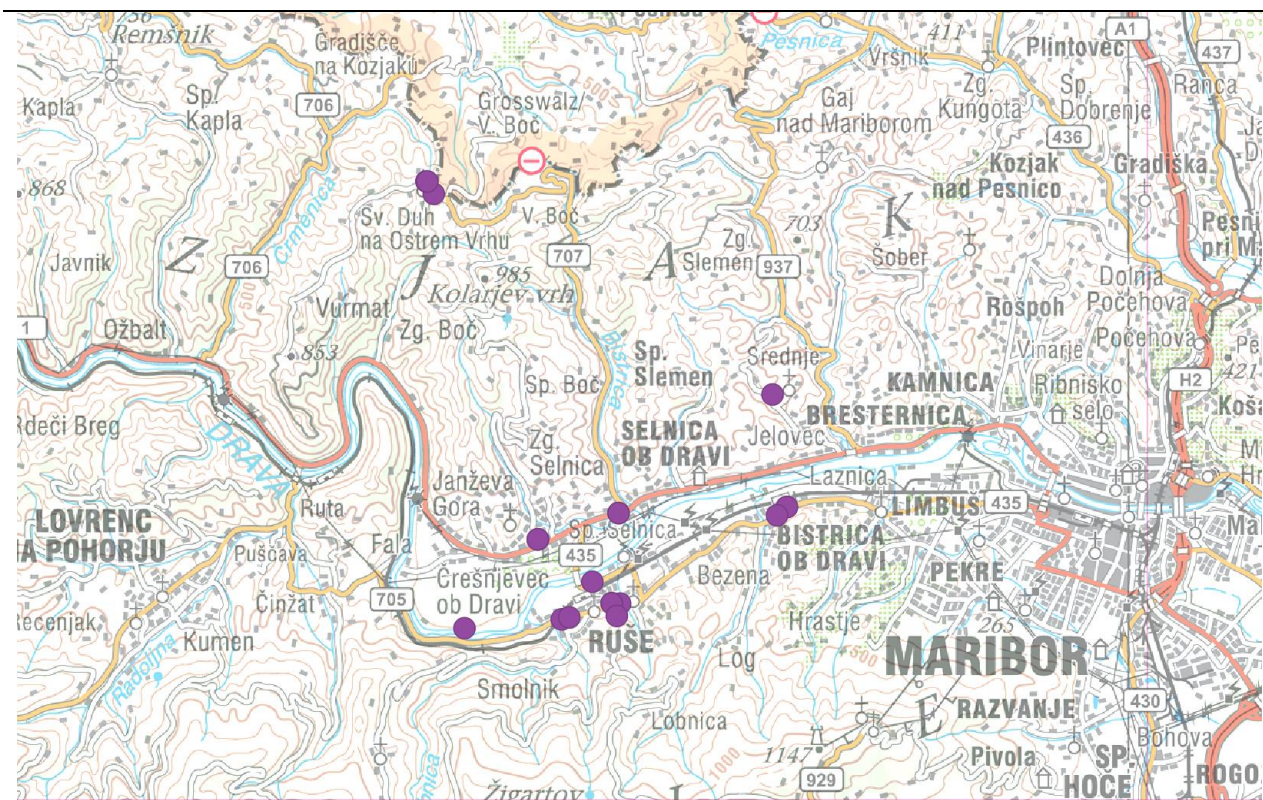 Remšnik
Gradišče
na Kozjaku
Pesnica
411
Vršnik
Plintovec
A1
437
Ranca
Kapla
Sp.
Kapla
706
Grosswalz/
V. Boč
500
Gaj
nad Mariborom
Zg.
Kungota
Sp.
Dobrenje
436
Kozjak
nad Pesnico
Gradiška
868
Črmenica
Sv. Duh
na Ostrem Vrhu
V. Boč
703
K
Šober
Z
Javnik
706
J
985
Kolarjev vrh
707
A
Zg.
Slemen
937
Dolnja
Počehova
Rošpoh
Vurmat
Zg. Boč
1
Ožbalt
853
Bistrica
Sp.
Slemen
Srednje
Vinarje
Počehova
Sp. Boč
KAMNICA
Ribniško
selo
H2
421
Rdeči Breg
DRAVA
Zg.
Selnica
SELNICA
OB DRAVI
BRESTERNICA
Jelovec
Laznica
Janževa
Gora
Ruta
LOVRENC
NA POHORJU
Puščava
Fala
Sp. Selnica
435
LIMBUŠ
435
BISTRICA
OB DRAVI
Bezena
PEKRE
Činžat
705
Črešnjevec
ob Dravi
Kumen
Radoljna
RUŠE
Hrastje
500
265
MARIBOR
Log
Smolnik
Lobnica
E
RAZVANJE
430
Bohova
1147
1000
929
Pivola
SP.
HOČE
Žigartov